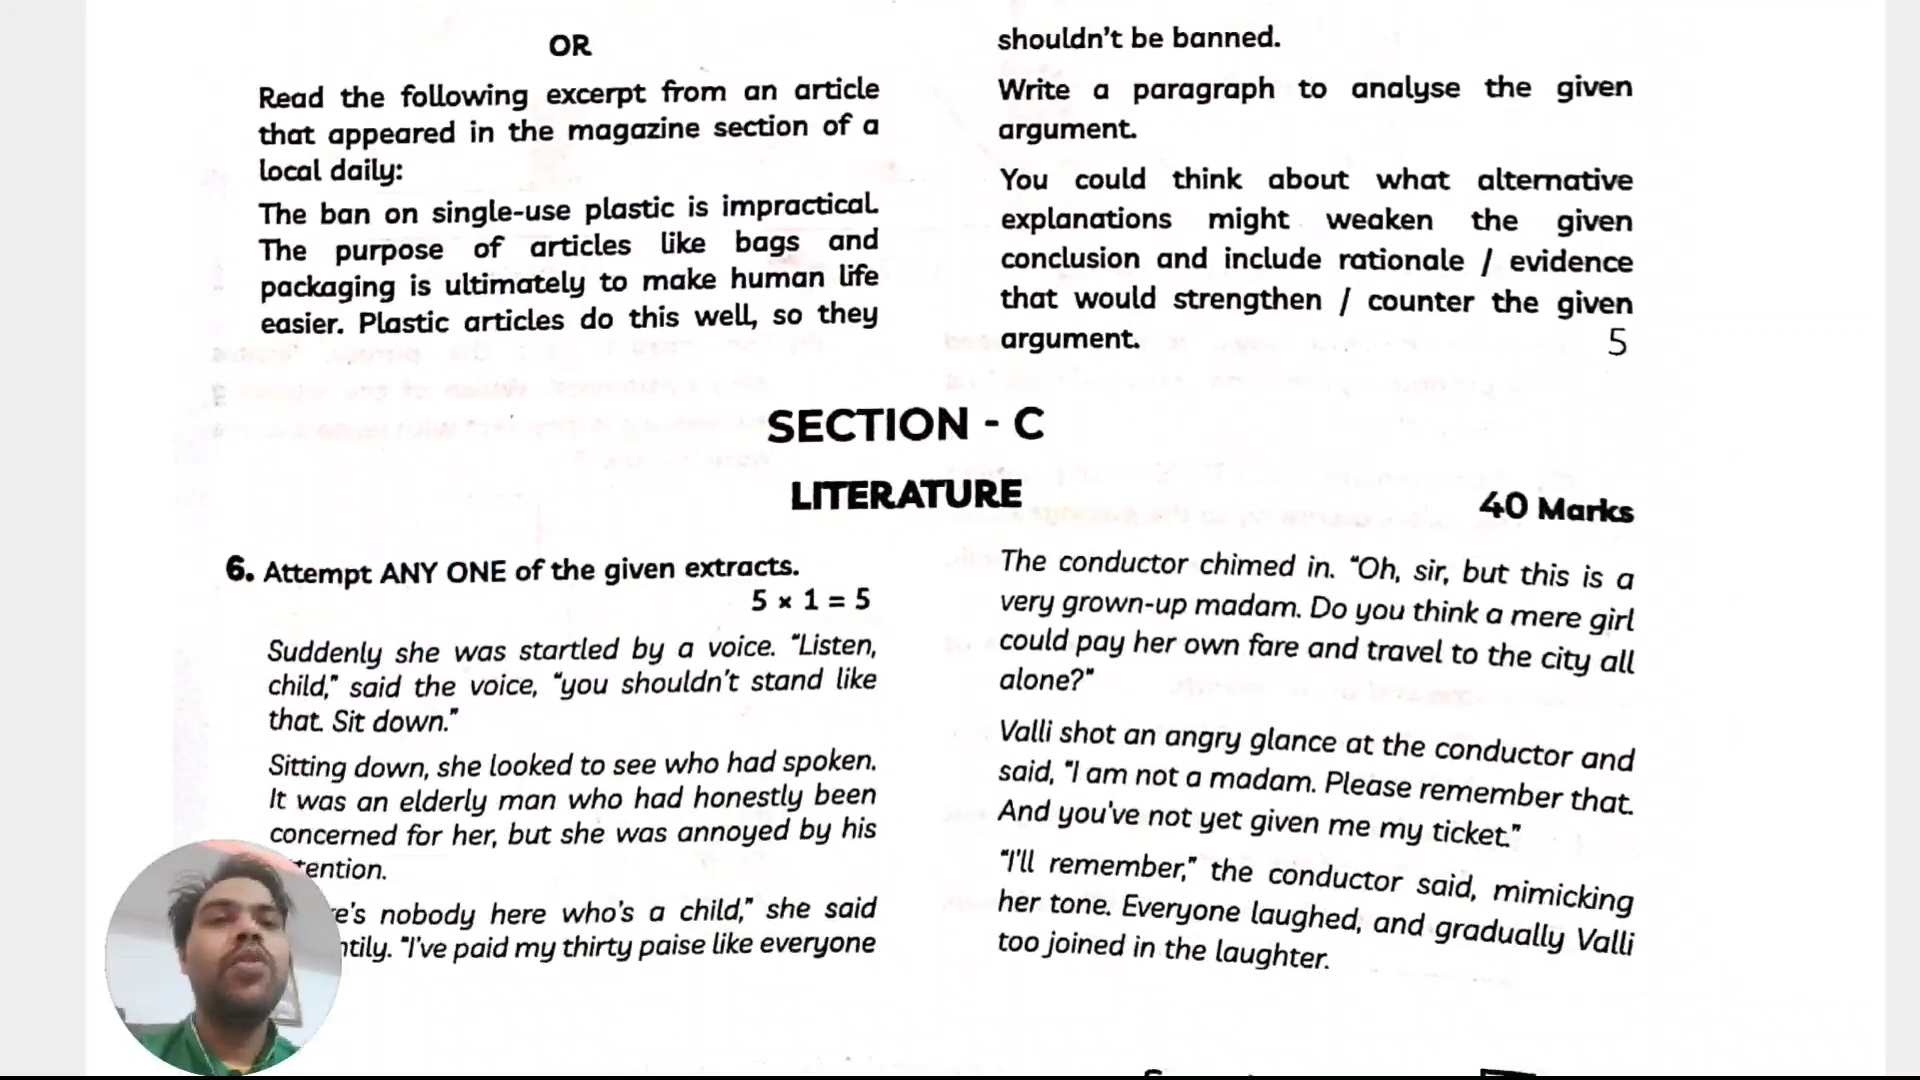 OR
Read the following excerpt from an article
that appeared in the magazine section of a
local daily:
The ban on single-use plastic is impractical.
The purpose of articles like bags and
packaging is ultimately to make human life
easier. Plastic articles do this well, so they
shouldn't be banned.
Write a paragraph to analyse the given
argument.
You could think about what alternative
explanations might weaken the given
conclusion and include rationale / evidence
that would strengthen / counter the given
argument. 5
SECTION - C
LITERATURE
40 Marks
6. Attempt ANY ONE of the given extracts.
5 × 1 = 5
Suddenly she was startled by a voice. "Listen,
child," said the voice, "you shouldn't stand like
that. Sit down."
Sitting down, she looked to see who had spoken.
It was an elderly man who had honestly been
concerned for her, but she was annoyed by his
nobody here who's a child," she said
"I've paid my thirty paise like everyone
The conductor chimed in. "Oh, sir, but this is a
very grown-up madam. Do you think a mere girl
could pay her own fare and travel to the city all
alone?"
Valli shot an angry glance at the conductor and
said, "I am not a madam. Please remember that.
And you've not yet given me my ticket."
"I'll remember," the conductor said, mimicking
her tone. Everyone laughed, and gradually Valli
too joined in the laughter.